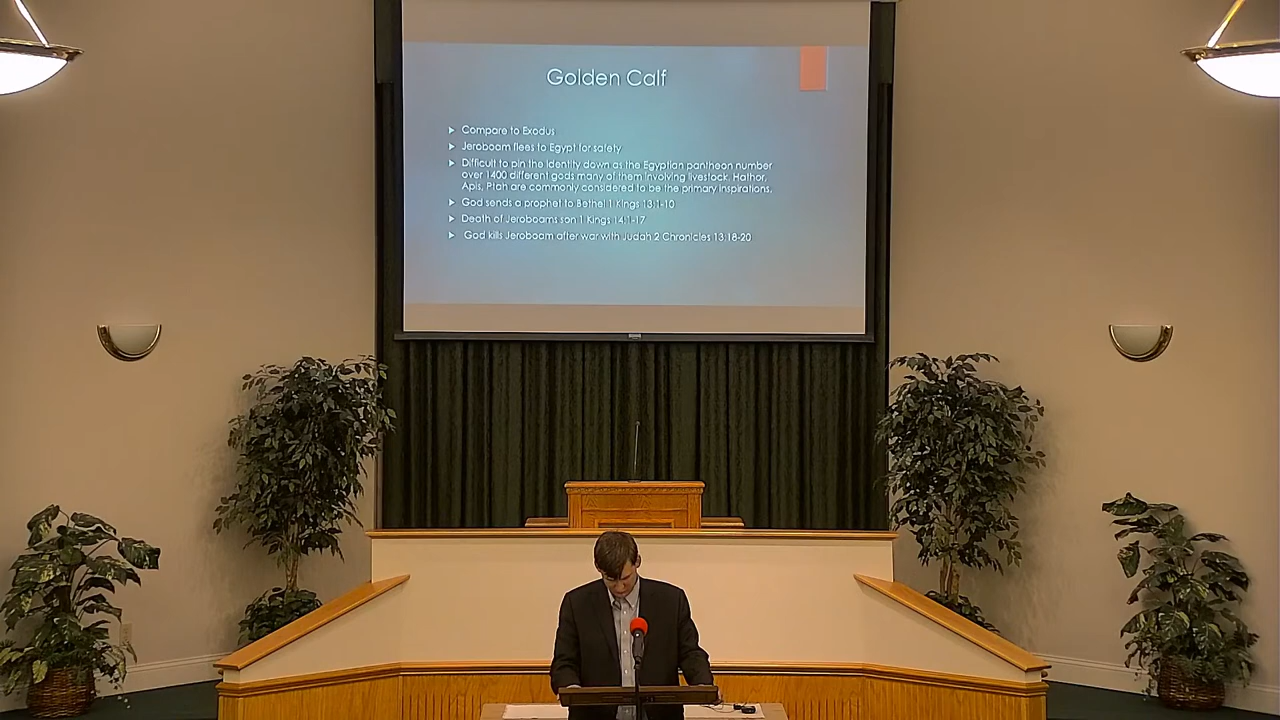 Golden Calf
Compare to Exodus
Jeroboam flees to Egypt for safety
Difficult to pin the identity down as the Egyptian pantheon number
over 1400 different gods many of them involving livestock. Hathor,
Apis, Ptah are commonly considered to be the primary inspirations.
God sends a prophet to Bethel 1 Kings 13:1-10
Death of Jeroboams son 1 Kings 14:1-17
God kills Jeroboam after war with Judah 2 Chronicles 13:18-20